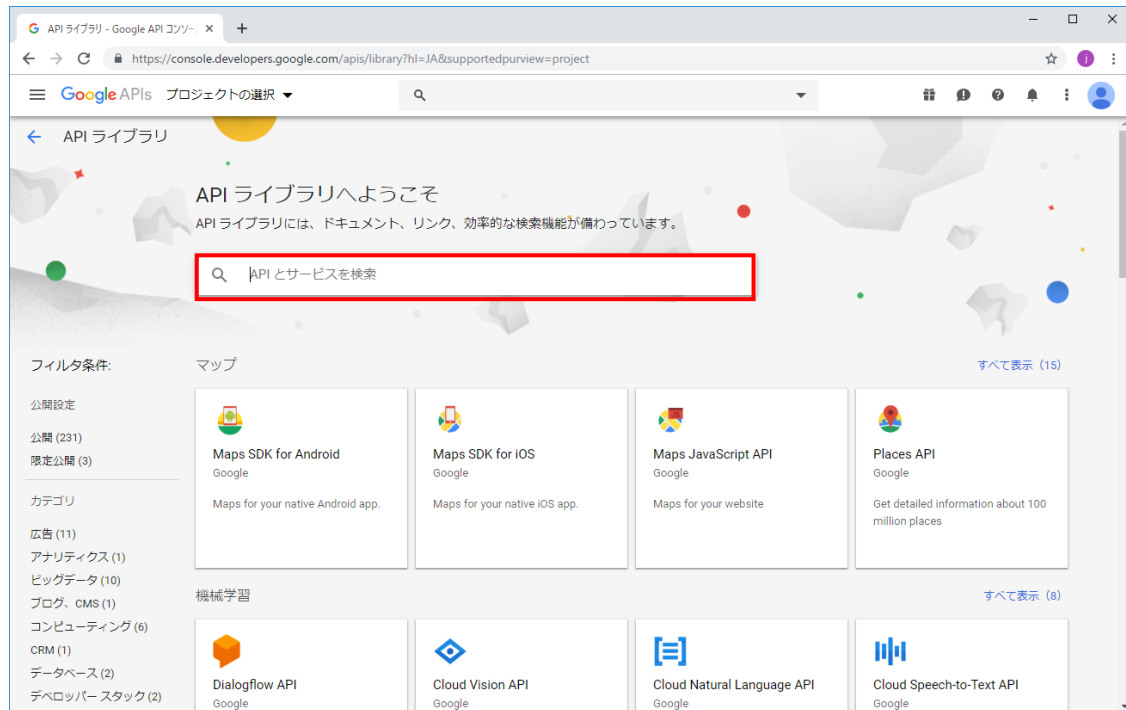 API ライブラリ - Google API コンソー
https://console.developers.google.com/apis/library?hl=JA&supportedpurview=project
j
Google APIs プロジェクトの選択
API ライブラリ
API ライブラリへようこそ
API ライブラリには、ドキュメント、リンク、効率的な検索機能が備わっています。
API とサービスを検索
フィルタ条件:
公開設定
公開 (231)
限定公開 (3)
カテゴリ
広告 (11)
アナリティクス (1)
ビッグデータ (10)
ブログ、CMS (1)
コンピューティング (6)
CRM (1)
データベース (2)
デベロッパー スタック (2)
マップ
すべて表示（15）
Maps SDK for Android
Google
Maps for your native Android app.
Maps SDK for iOS
Google
Maps for your native iOS app.
Maps JavaScript API
Google
Maps for your website
Places API
Google
Get detailed information about 100
million places
機械学習
すべて表示（8）
Dialogflow API
Google
Cloud Vision API
Google
Cloud Natural Language API
Google
Cloud Speech-to-Text API
Google